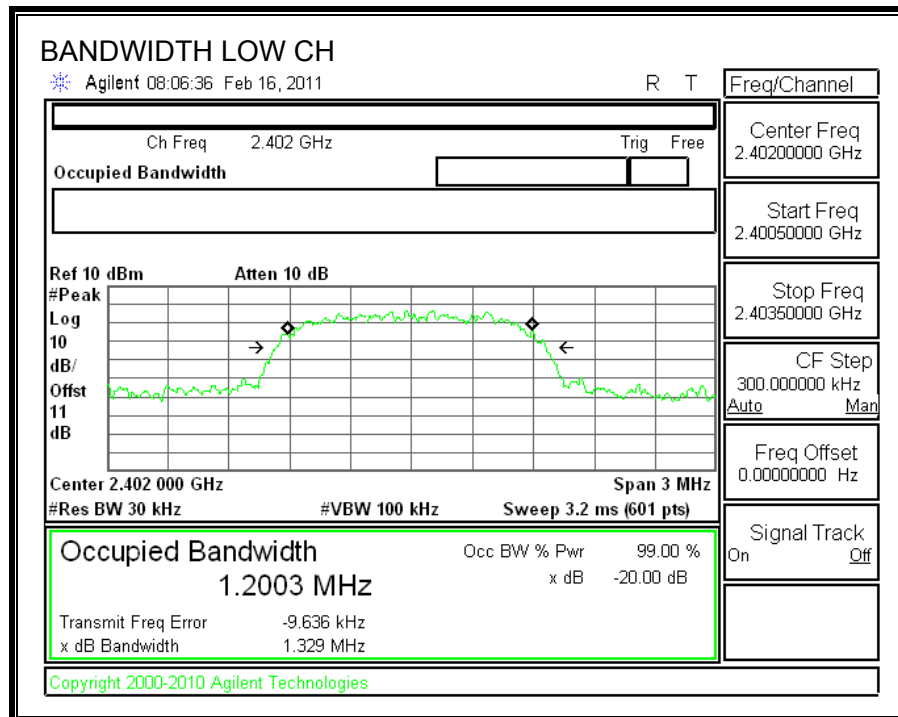 BANDWIDTH LOW CH
Agilent 08:06:36 Feb 16, 2011 R T
Freq/Channel
Ch Freq 2.402 GHz Trig Free
Occupied Bandwidth
Center Freq
2.40200000 GHz
Start Freq
2.40050000 GHz
Stop Freq
2.40350000 GHz
CF Step
300.000000 kHz
Auto Man
Freq Offset
0.00000000 Hz
Signal Track
On Off
Ref 10 dBm Atten 10 dB
#Peak
Log
10
dB/
Offst
11
dB
Center 2.402 000 GHz Span 3 MHz
#Res BW 30 kHz #VBW 100 kHz Sweep 3.2 ms (601 pts)
Occupied Bandwidth Occ BW % Pwr 99.00 %
1.2003 MHz x dB -20.00 dB
Transmit Freq Error -9.636 kHz
x dB Bandwidth 1.329 MHz
Copyright 2000-2010 Agilent Technologies